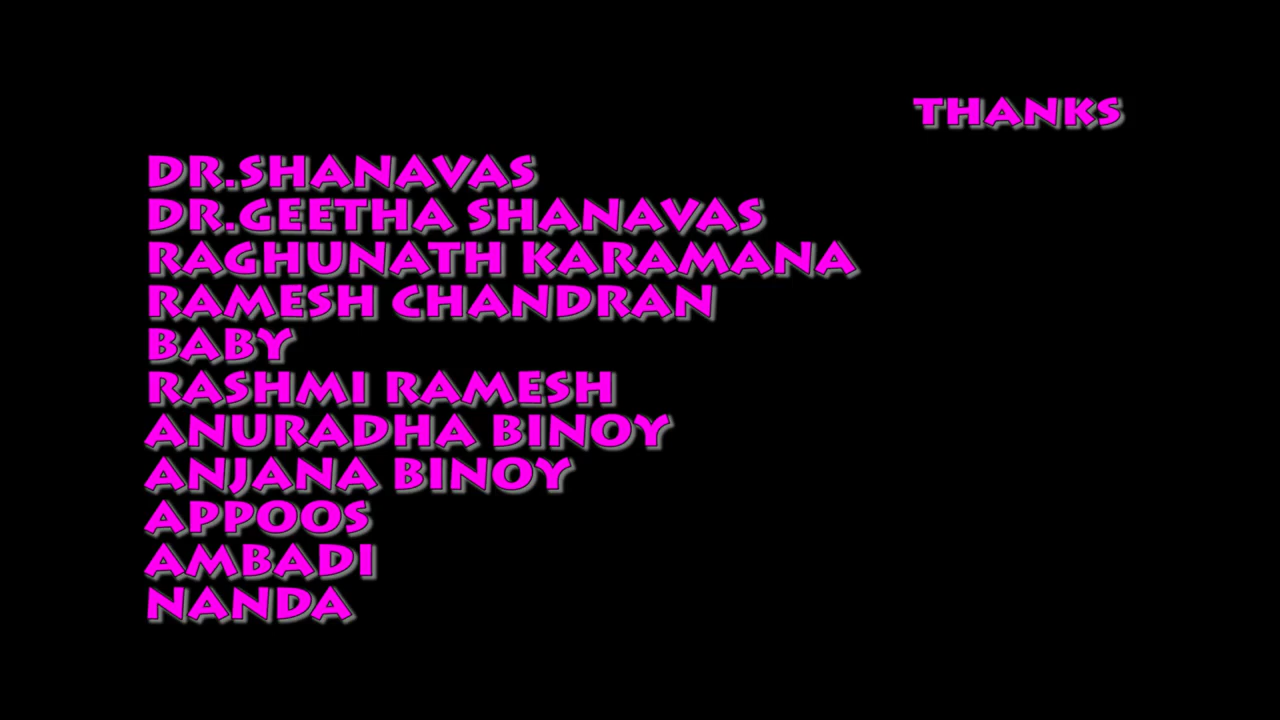 THANKS
DR.SHANAVAS
DR.GEETHA SHANAVAS
RAGHUNATH KARAMANA
RAMESH CHANDRAN
BABY
RASHMI RAMESH
ANURADHA BINOY
ANJANA BINOY
APPOOS
AMBADI
NANDA